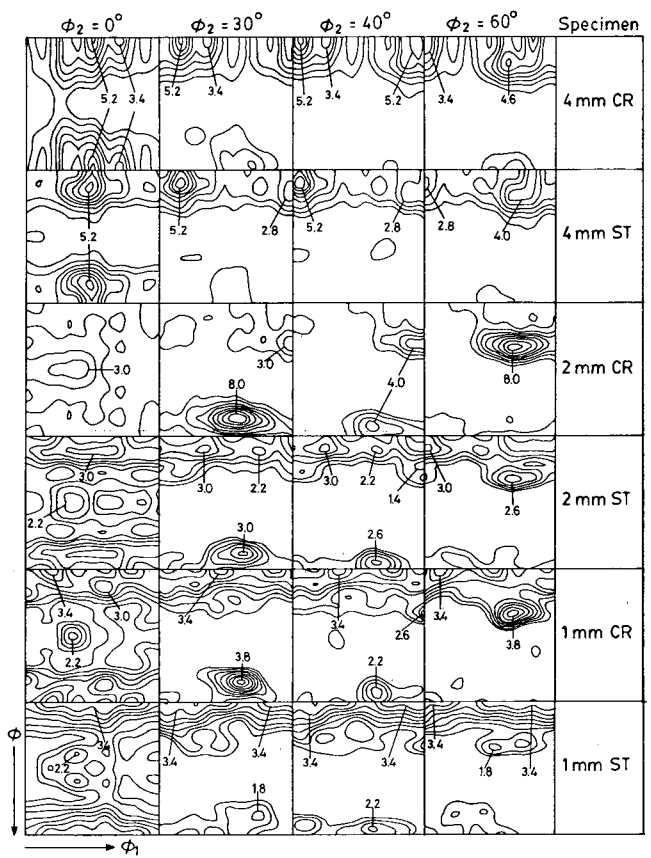 ϕ₂ = 0° ϕ₂ = 30° ϕ₂ = 40° ϕ₂ = 60° Specimen
5.2 3.4 5.2 3.4 5.2 3.4 5.2 3.4 4.6 4 mm CR
5.2 5.2 2.8 5.2 2.8 2.8 4.0 4 mm ST
3.0 8.0 3.0 4.0 8.0 2 mm CR
3.0 3.0 2.2 3.0 2.2 1.4 3.0
2.2 3.0 2.6 2.6 2 mm ST
3.4 3.0 3.4 3.4 2.6 3.4
2.2 3.8 2.2 3.8 1 mm CR
3.4 3.4 3.4 3.4 3.4 3.4 3.4
2.2 1.8 2.2 1.8 1 mm ST
ϕ
ϕ₁